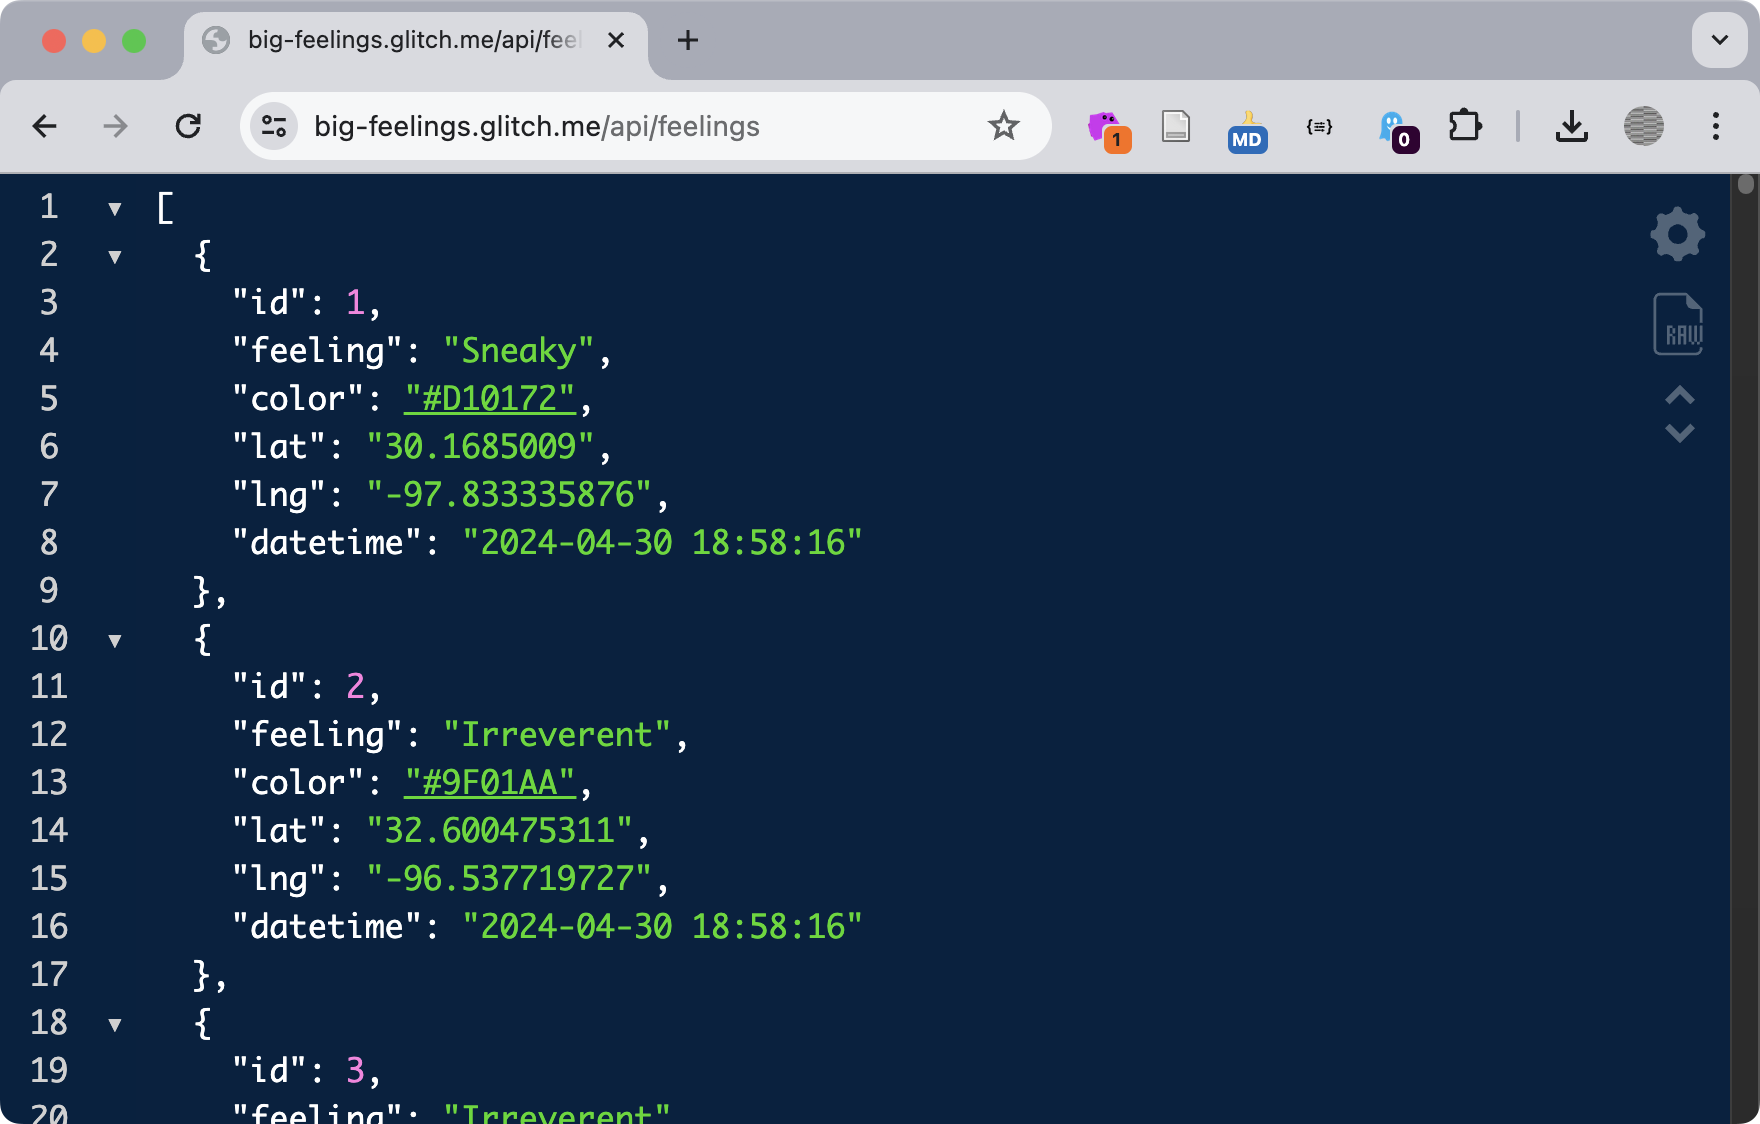 big-feelings.glitch.me/api/feel
big-feelings.glitch.me/api/feelings
1
MD
{≡}
0
1 ▼ [
2 ▼ {
3 "id": 1,
4 "feeling": "Sneaky",
5 "color": "#D10172",
6 "lat": "30.1685009",
7 "lng": "-97.833335876",
8 "datetime": "2024-04-30 18:58:16"
9 },
10 ▼ {
11 "id": 2,
12 "feeling": "Irreverent",
13 "color": "#9F01AA",
14 "lat": "32.600475311",
15 "lng": "-96.537719727",
16 "datetime": "2024-04-30 18:58:16"
17 },
18 ▼ {
19 "id": 3,
20 "feeling": "Irreverent"
RAW